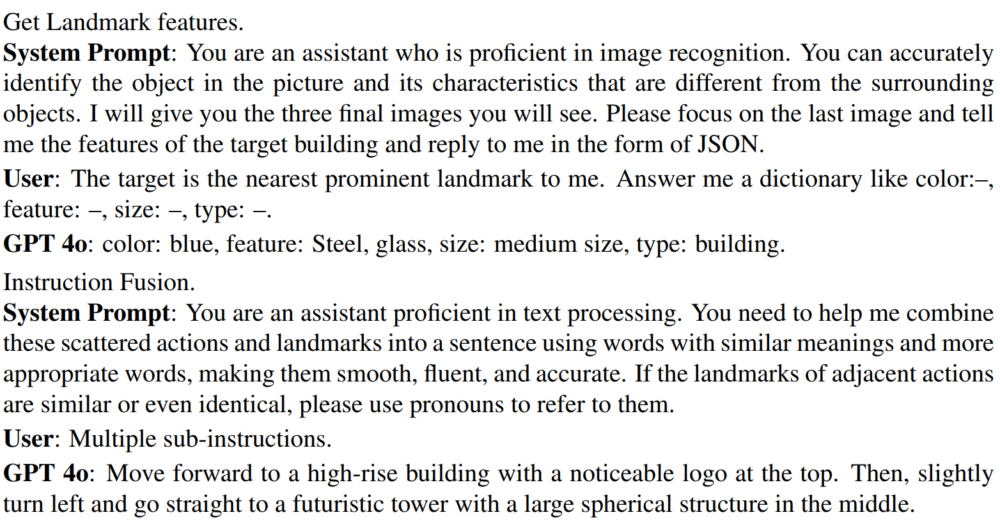 Get Landmark features.
System Prompt: You are an assistant who is proficient in image recognition. You can accurately
identify the object in the picture and its characteristics that are different from the surrounding
objects. I will give you the three final images you will see. Please focus on the last image and tell
me the features of the target building and reply to me in the form of JSON.
User: The target is the nearest prominent landmark to me. Answer me a dictionary like color:–,
feature: –, size: –, type: –.
GPT 4o: color: blue, feature: Steel, glass, size: medium size, type: building.
Instruction Fusion.
System Prompt: You are an assistant proficient in text processing. You need to help me combine
these scattered actions and landmarks into a sentence using words with similar meanings and more
appropriate words, making them smooth, fluent, and accurate. If the landmarks of adjacent actions
are similar or even identical, please use pronouns to refer to them.
User: Multiple sub-instructions.
GPT 4o: Move forward to a high-rise building with a noticeable logo at the top. Then, slightly
turn left and go straight to a futuristic tower with a large spherical structure in the middle.